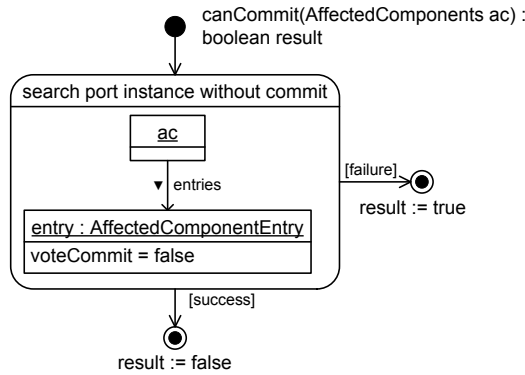 canCommit(AffectedComponents ac) :
boolean result
search port instance without commit
ac
▼ entries
entry : AffectedComponentEntry
voteCommit = false
[failure]
result := true
[success]
result := false